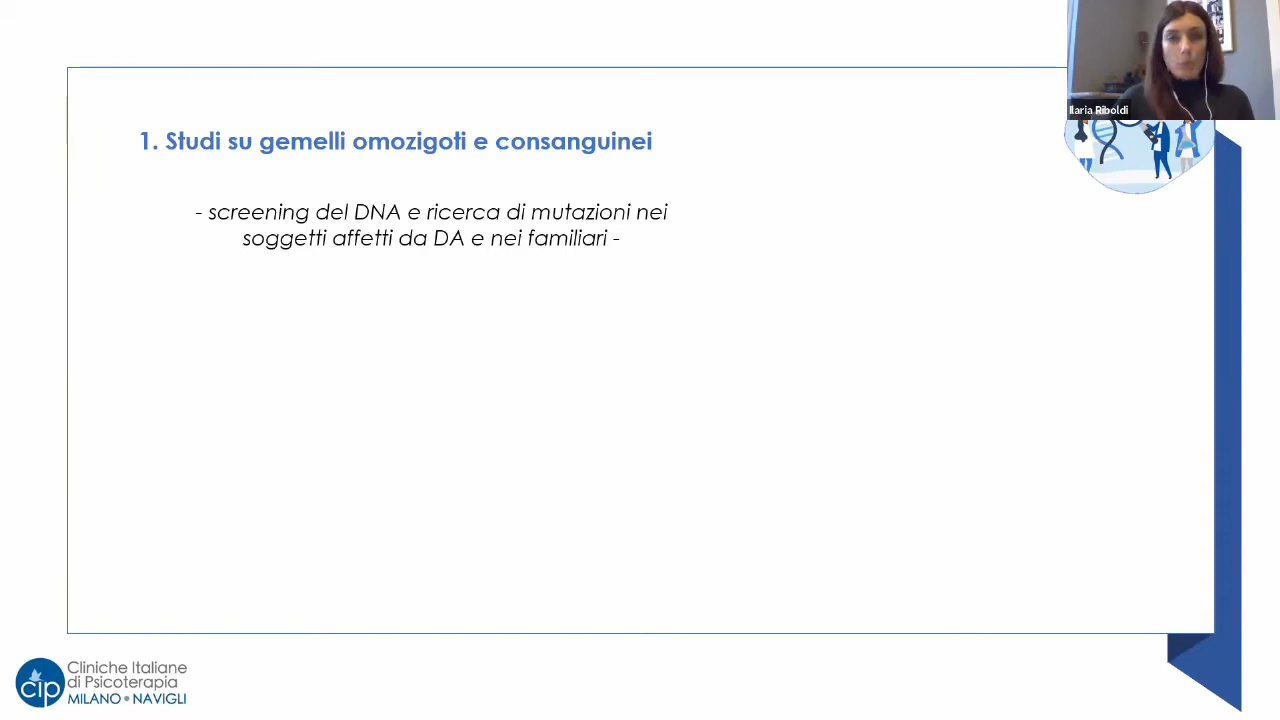 Ilaria Riboldi
1. Studi su gemelli omozigoti e consanguinei
- screening del DNA e ricerca di mutazioni nei
soggetti affetti da DA e nei familiari -
cip
Cliniche Italiane
di Psicoterapia
MILANO • NAVIGLI